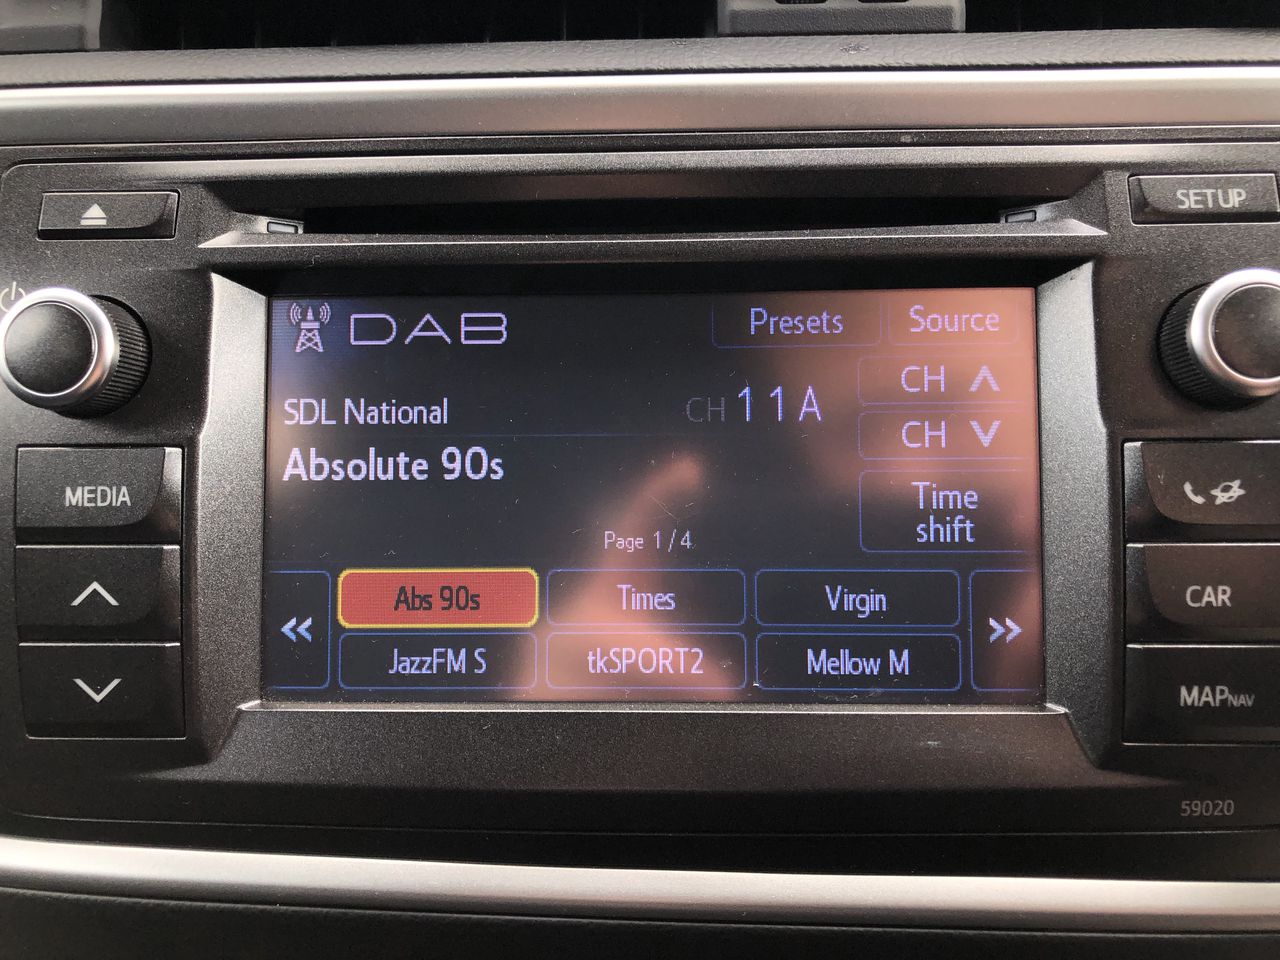 SETUP
DAB
Presets
Source
SDL National
CH 11A
CH
CH
Absolute 90s
Time
shift
Page 1/4
Abs 90s
Times
Virgin
JazzFM S
tkSPORT2
Mellow M
MEDIA
CAR
MAPNAV
59020